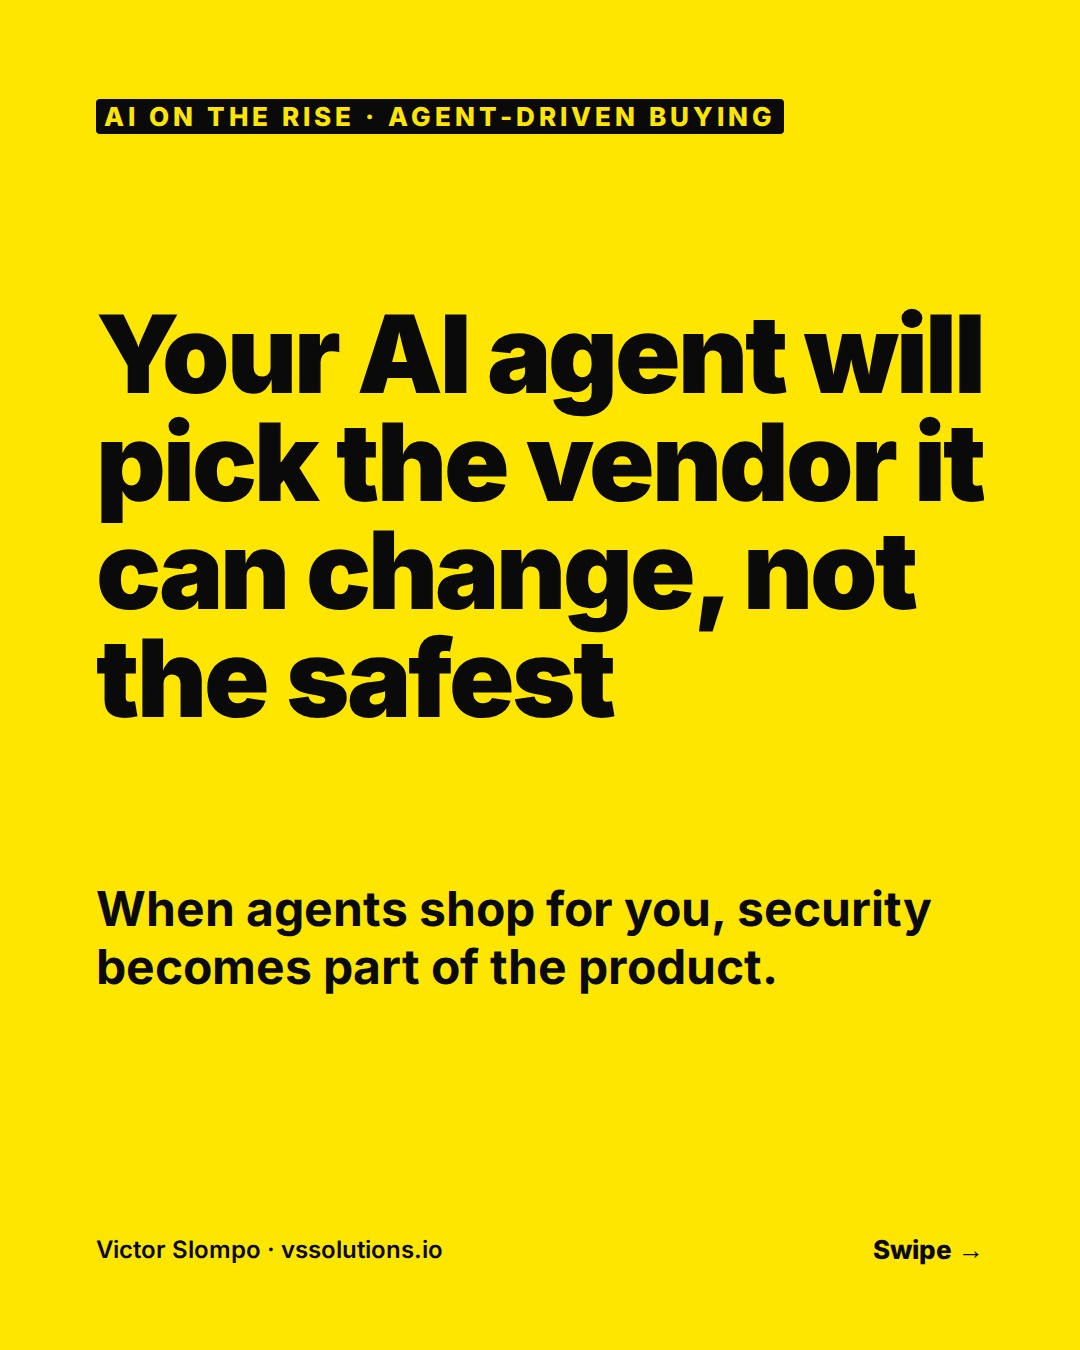 AI ON THE RISE · AGENT-DRIVEN BUYING
Your AI agent will
pick the vendor it
can change, not
the safest
When agents shop for you, security
becomes part of the product.
Victor Slompo · vssolutions.io
Swipe →